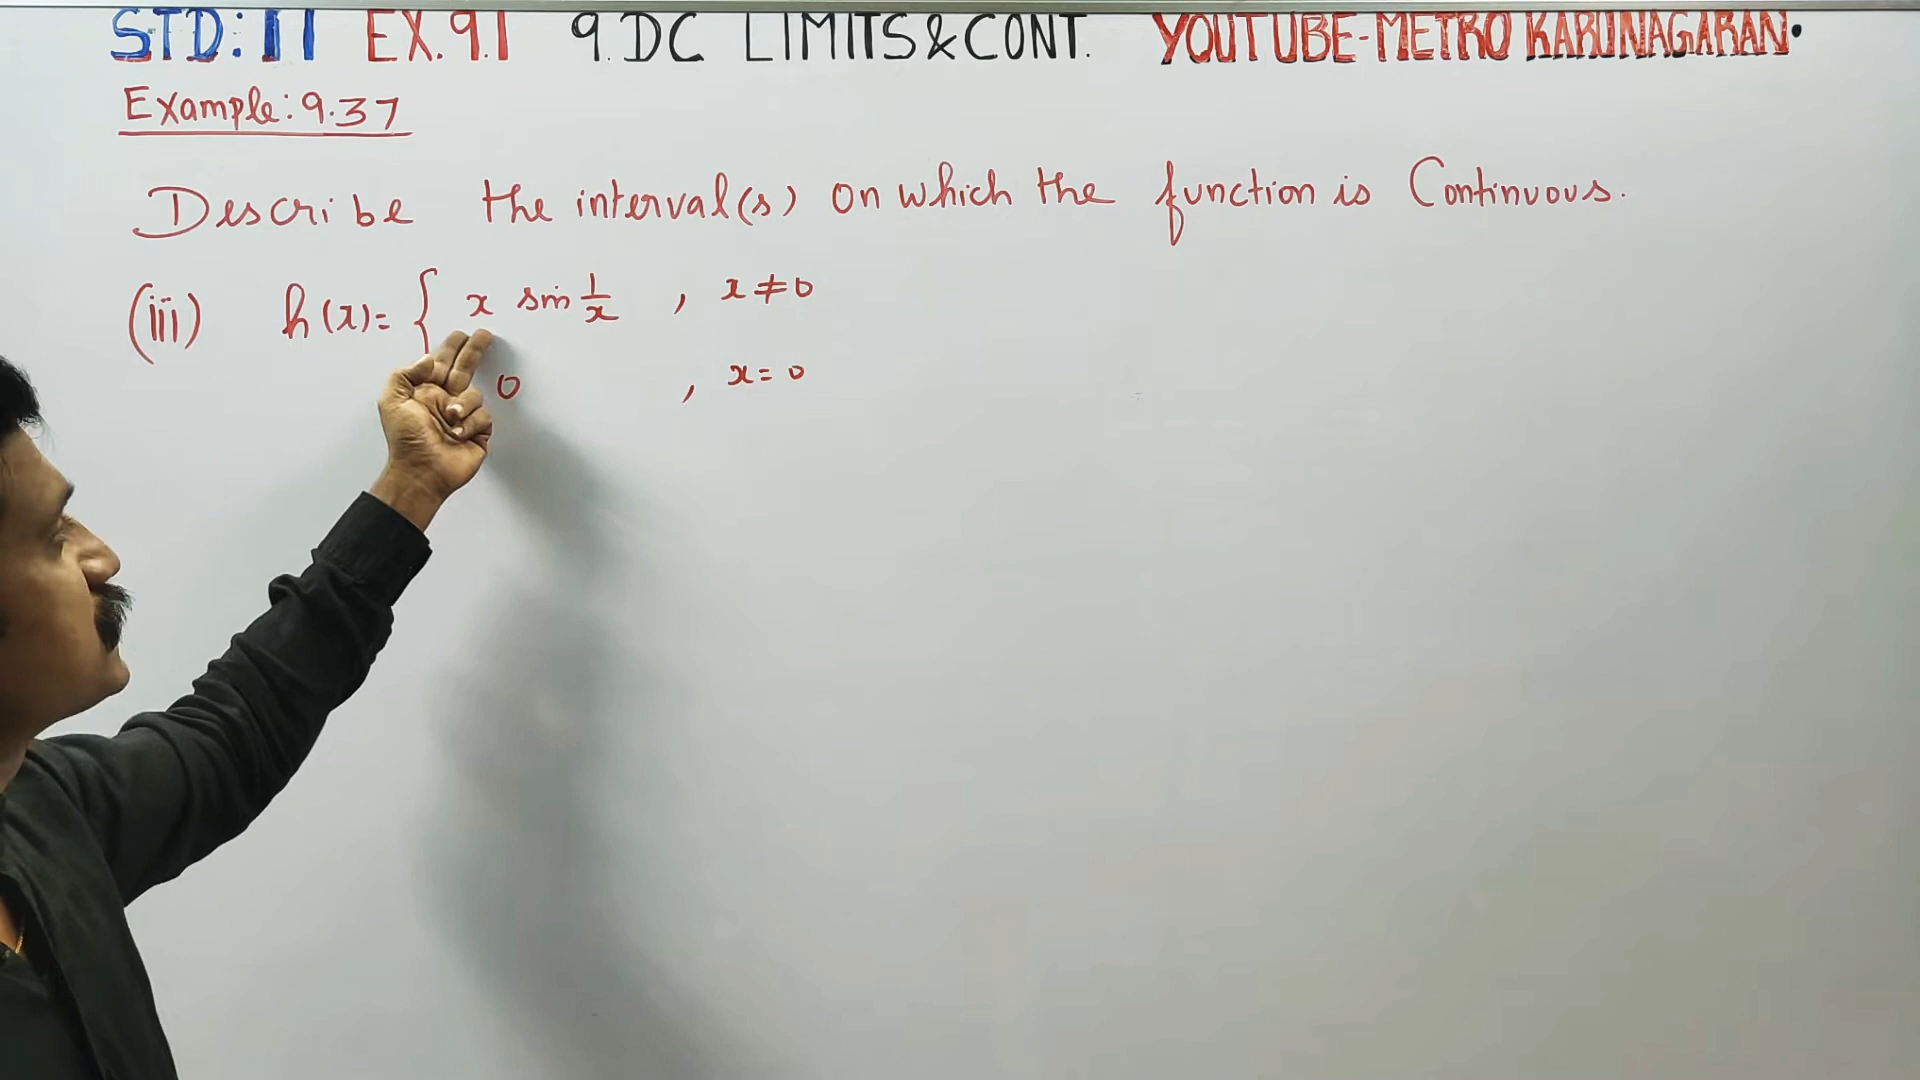 STD: 11 EX. 9.1 9. DC LIMITS & CONT. YOUTUBE-METRO KARUNAGARAN.
Example: 9.37
Describe the interval(s) on which the function is Continuous.
(iii) h(x) = { x sin 1/x , x ≠ 0
0 , x = 0